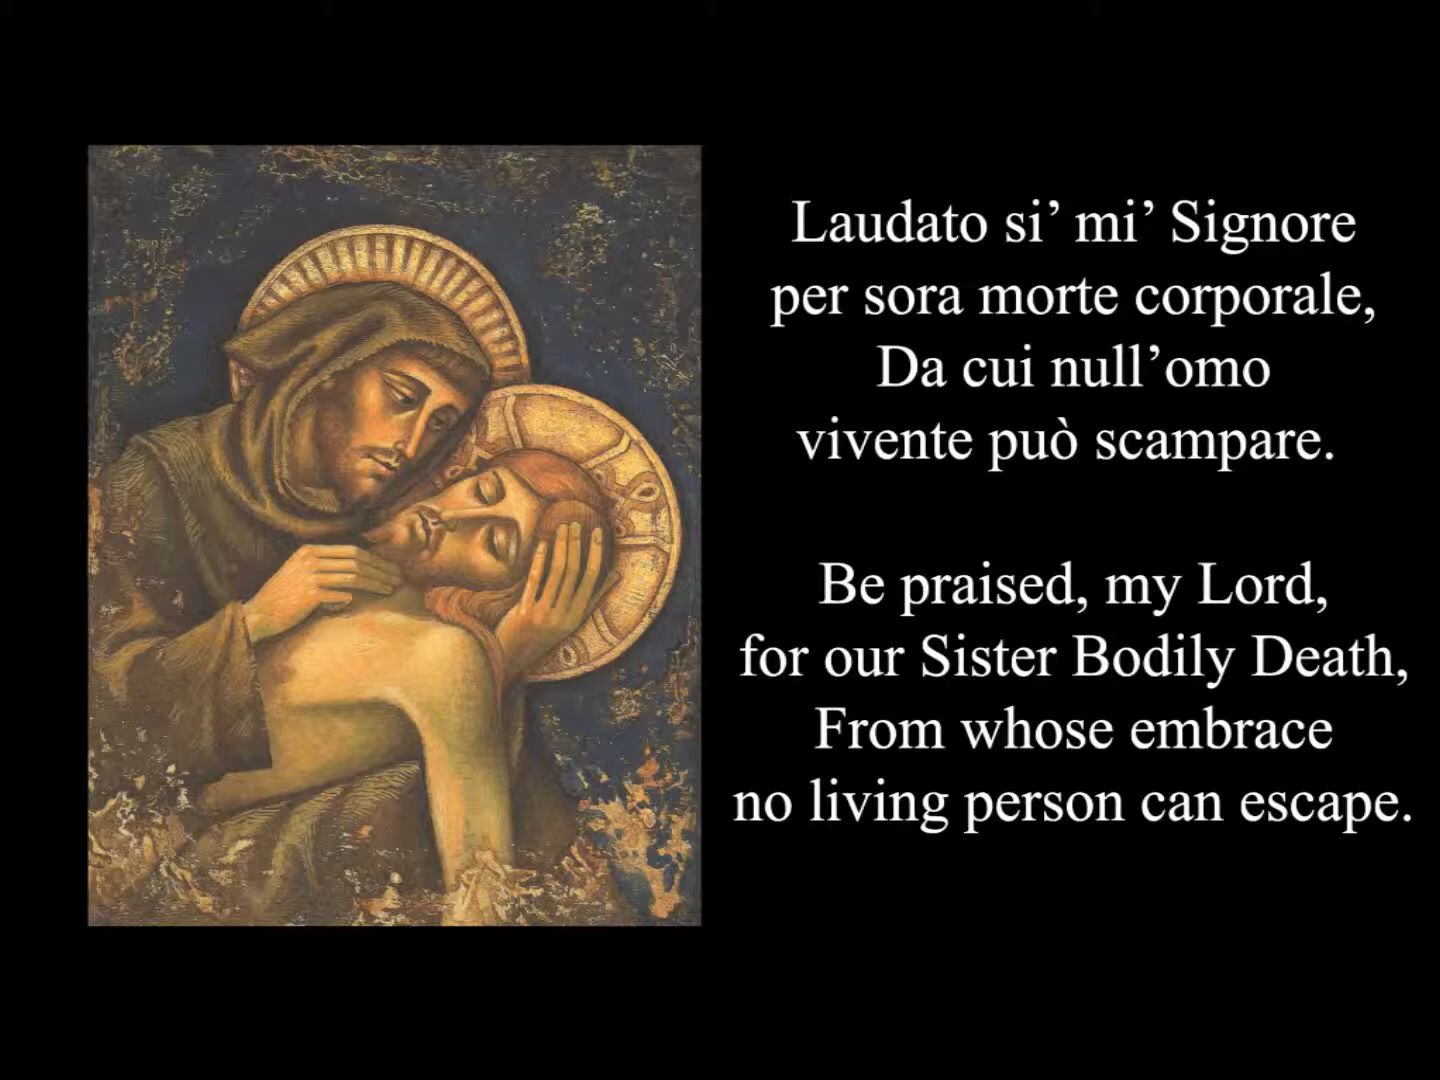 Laudato si’ mi’ Signore
per sora morte corporale,
Da cui null’omo
vivente può scampare.
Be praised, my Lord,
for our Sister Bodily Death,
From whose embrace
no living person can escape.